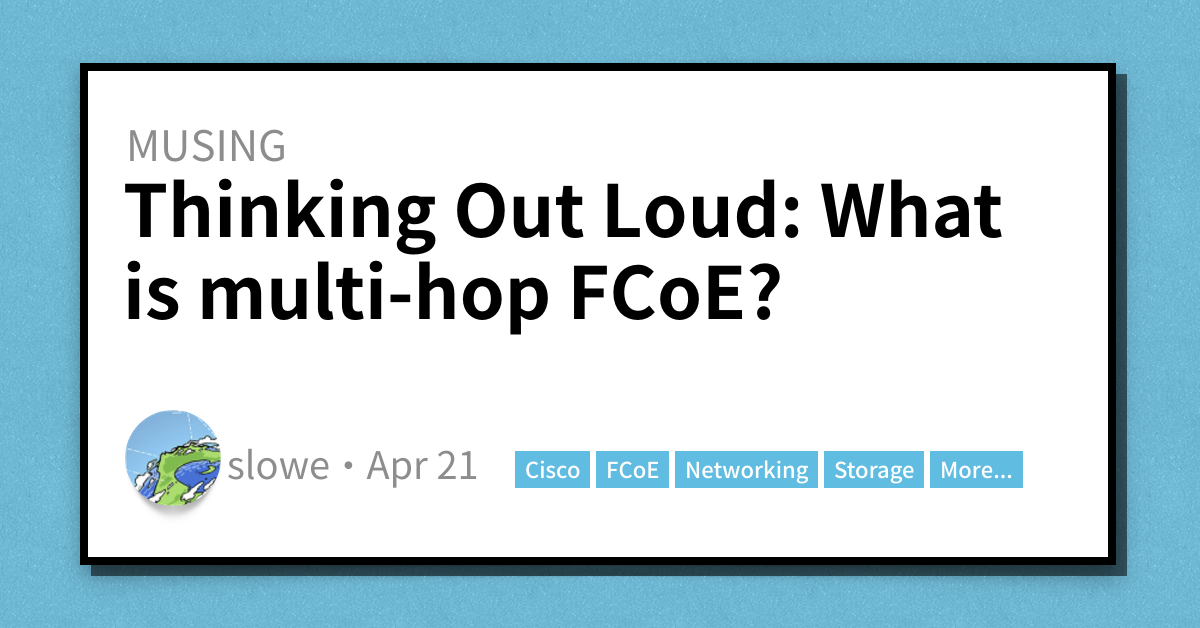 MUSING
Thinking Out Loud: What
is multi-hop FCoE?
slowe • Apr 21
Cisco FCoE Networking Storage More...